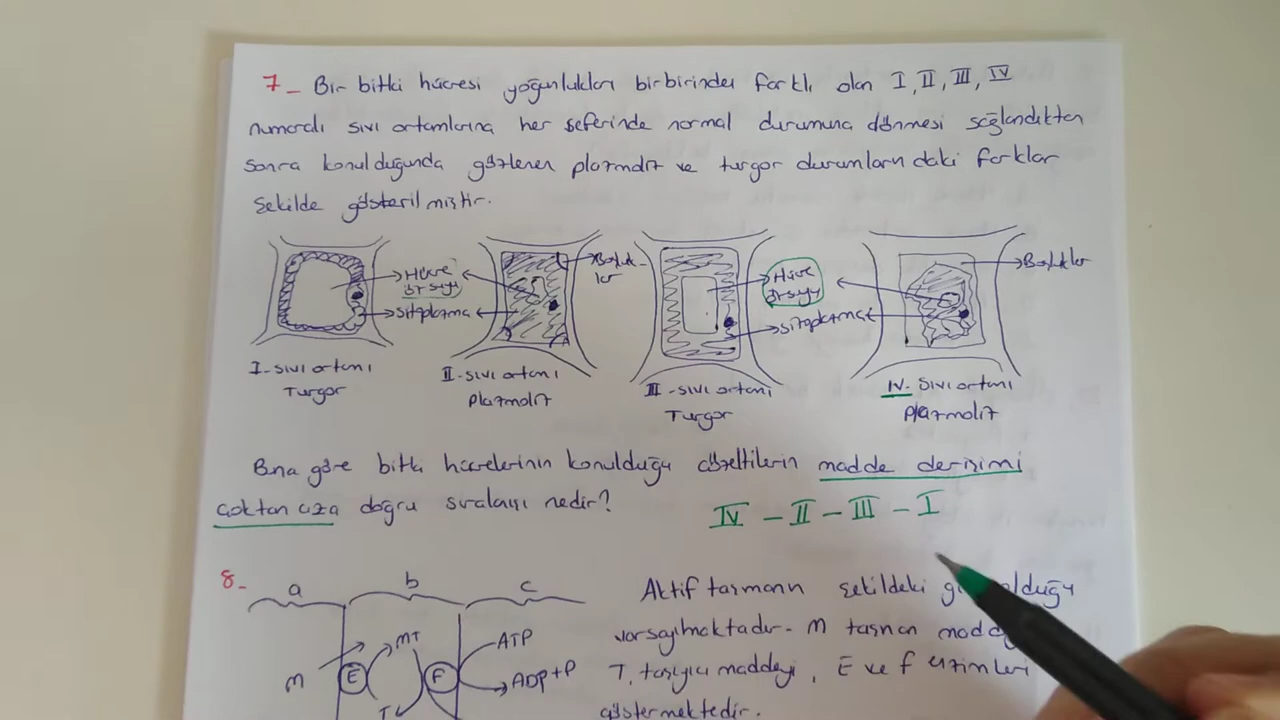 7- Bir bitki hücresi yoğunlukları birbirinden farklı olan I, II, III, IV
numaralı sıvı ortamlarına her seferinde normal durumuna dönmesi sağlandıktan
sonra konulduğunda gözlenen plazmoliz ve turgor durumlarındaki farklar
şekilde gösterilmiştir.
Hücre özsuyu
Sitoplazma
Boşluklar
Hücre özsuyu
Sitoplazma
Boşluklar
I-sıvı ortamı
Turgor
II-sıvı ortamı
Plazmoliz
III-sıvı ortamı
Turgor
IV-sıvı ortamı
Plazmoliz
Buna göre bitki hücrelerinin konulduğu çözeltilerin madde derişimi
çoktan aza doğru sıralanışı nedir?
IV - II - III - I
8-
a b c
M E MT T F ATP ADP+P
Aktif taşımanın şekildeki olduğu
varsayılmaktadır- M taşınan
T, taşıyıcı maddeyi, E ve F enzimleri
göstermektedir.